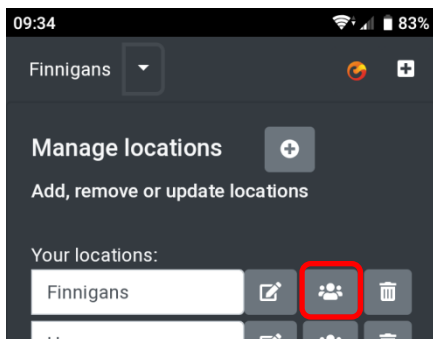 09:34 83%
Finnigans
Manage locations
Add, remove or update locations
Your locations:
Finnigans